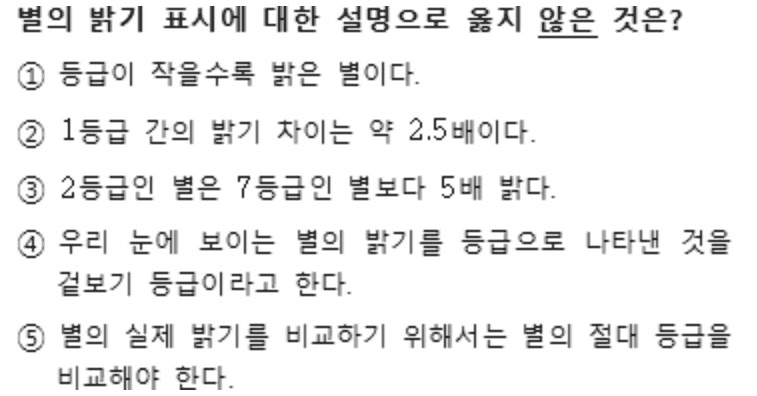 별의 밝기 표시에 대한 설명으로 옳지 않은 것은?
① 등급이 작을수록 밝은 별이다.
② 1등급 간의 밝기 차이는 약 2.5배이다.
③ 2등급인 별은 7등급인 별보다 5배 밝다.
④ 우리 눈에 보이는 별의 밝기를 등급으로 나타낸 것을
겉보기 등급이라고 한다.
⑤ 별의 실제 밝기를 비교하기 위해서는 별의 절대 등급을
비교해야 한다.